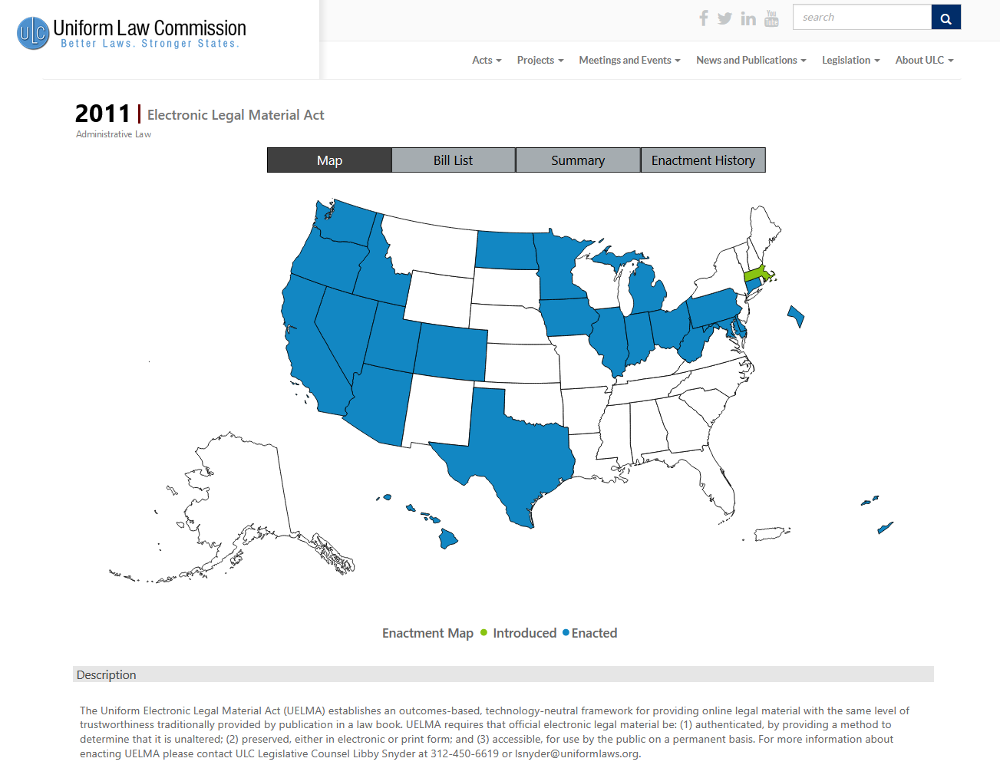 ULC Uniform Law Commission
Better Laws. Stronger States.
You Tube
search
Acts Projects Meetings and Events News and Publications Legislation About ULC
2011 | Electronic Legal Material Act
Administrative Law
Map Bill List Summary Enactment History
Enactment Map Introduced Enacted
Description
The Uniform Electronic Legal Material Act (UELMA) establishes an outcomes-based, technology-neutral framework for providing online legal material with the same level of
trustworthiness traditionally provided by publication in a law book. UELMA requires that official electronic legal material be: (1) authenticated, by providing a method to
determine that it is unaltered; (2) preserved, either in electronic or print form; and (3) accessible, for use by the public on a permanent basis. For more information about
enacting UELMA please contact ULC Legislative Counsel Libby Snyder at 312-450-6619 or lsnyder@uniformlaws.org.